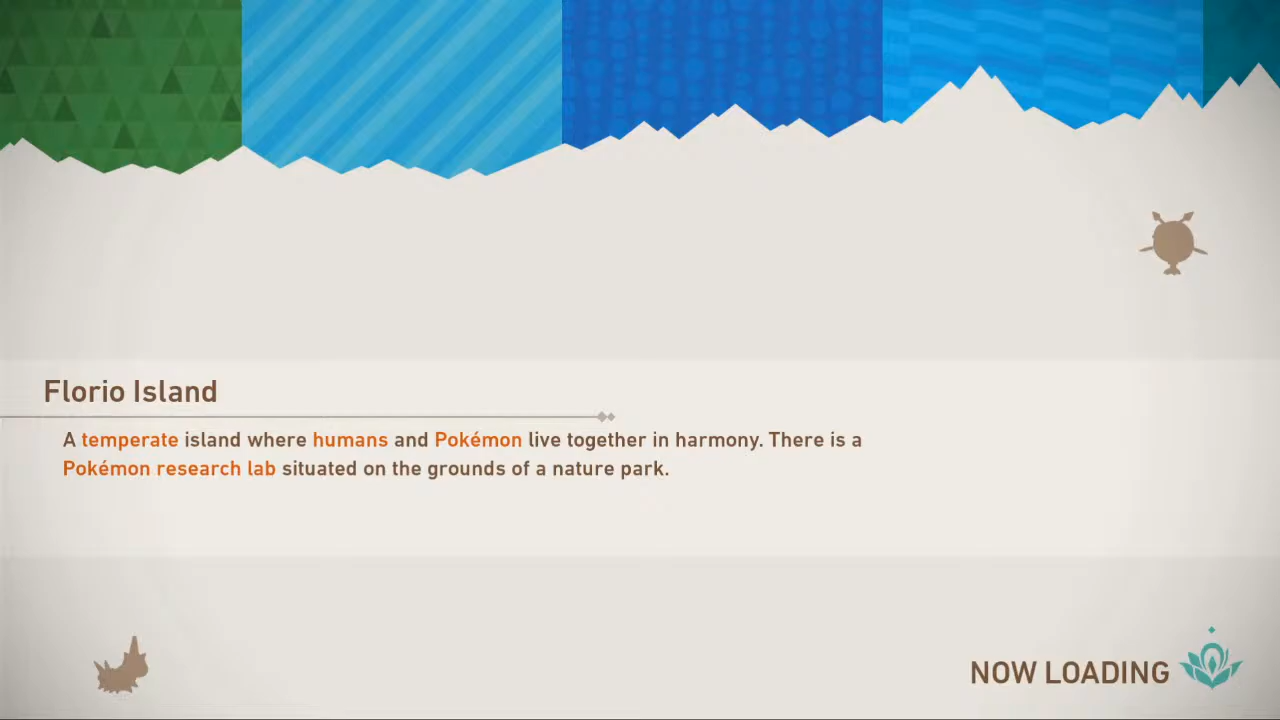 Florio Island
A temperate island where humans and Pokémon live together in harmony. There is a
Pokémon research lab situated on the grounds of a nature park.
NOW LOADING